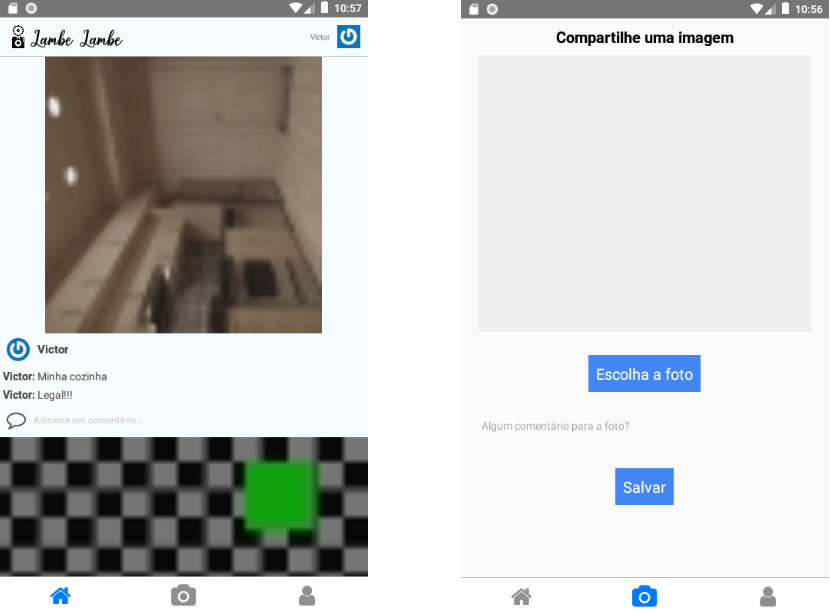 10:57
Lambe Lambe
Victor
Victor
Victor: Minha cozinha
Victor: Legal!!!
Adicione um comentário...
10:56
Compartilhe uma imagem
Escolha a foto
Algum comentário para a foto?
Salvar